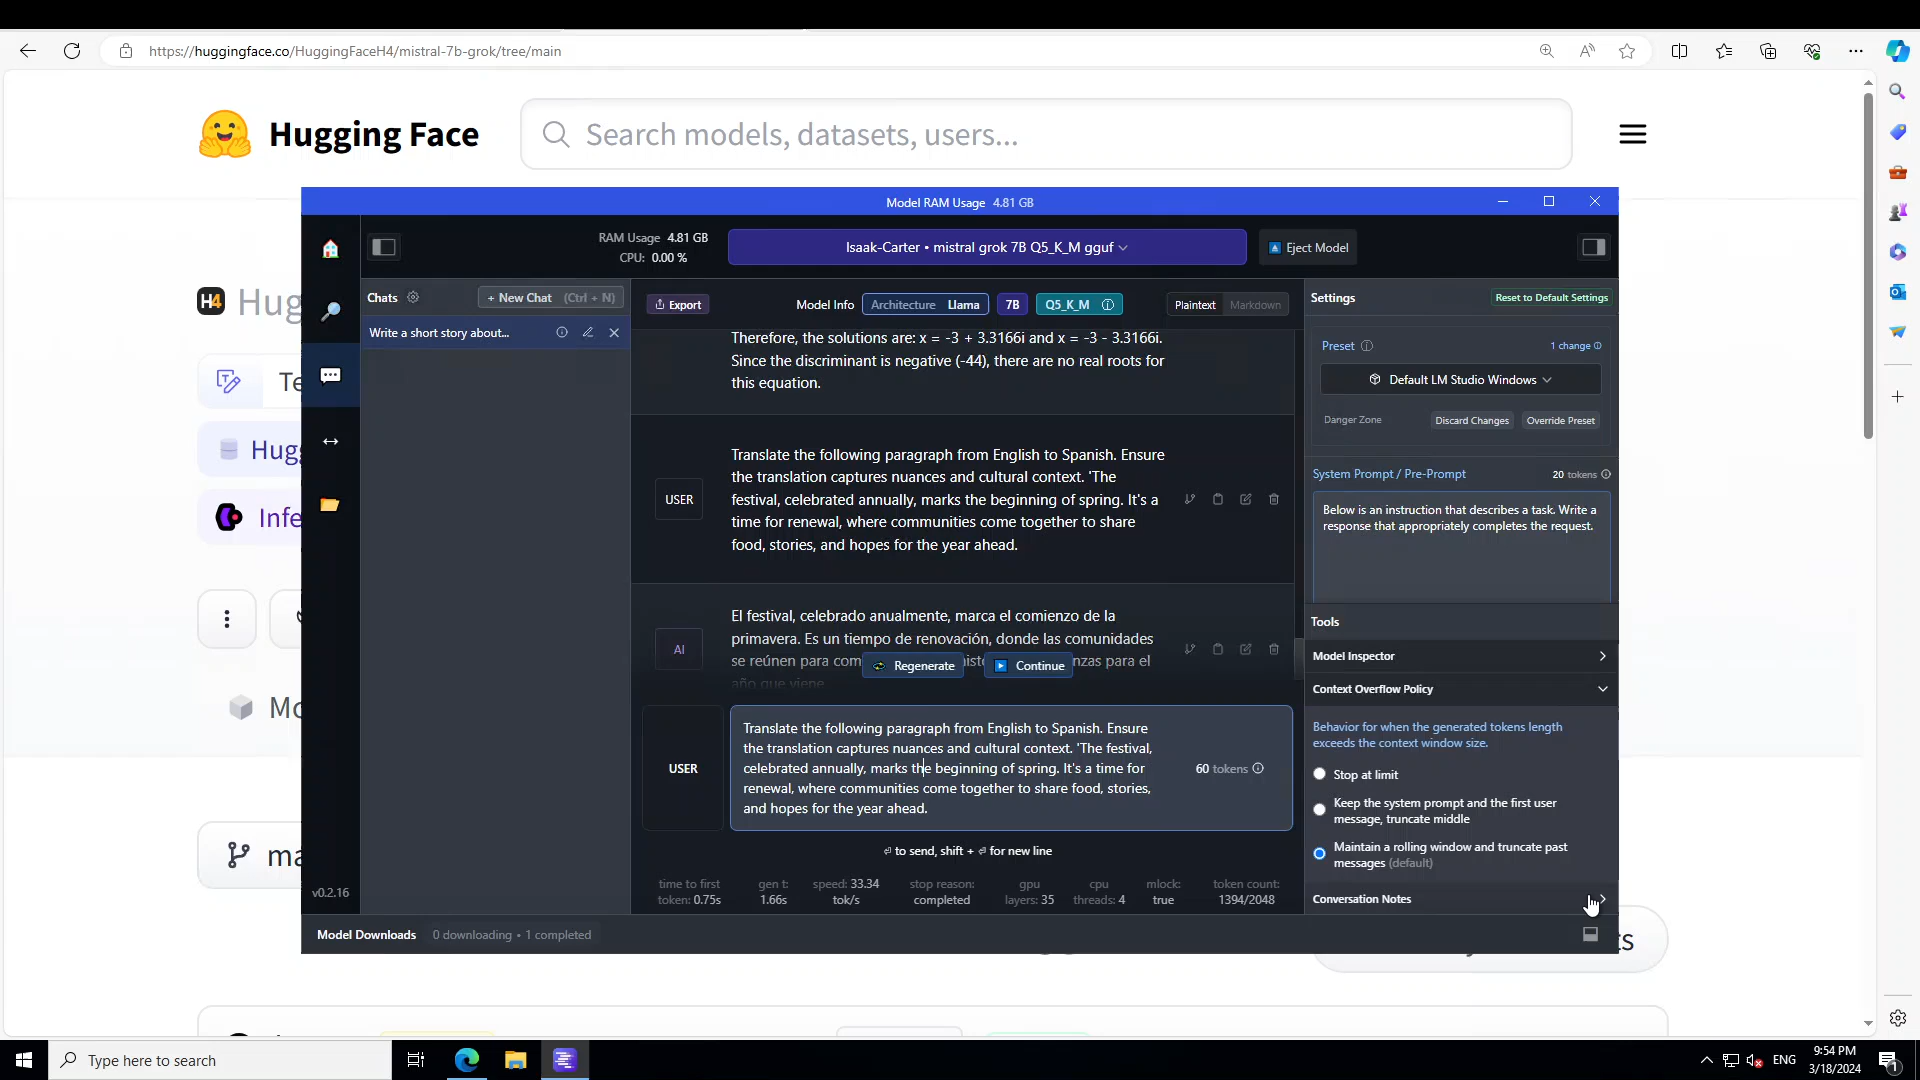 https://huggingface.co/HuggingFaceH4/mistral-7b-grok/tree/main
Hugging Face
Search models, datasets, users...
Model RAM Usage 4.81 GB
RAM Usage 4.81 GB
CPU: 0.00 %
Isaak-Carter • mistral grok 7B Q5_K_M gguf
Eject Model
H4
Chats
+ New Chat (Ctrl + N)
Write a short story about...
Export
Model Info
Architecture Llama
7B
Q5_K_M
Plaintext
Markdown
Therefore, the solutions are: x = -3 + 3.3166i and x = -3 - 3.3166i.
Since the discriminant is negative (-44), there are no real roots for
this equation.
USER
Translate the following paragraph from English to Spanish. Ensure
the translation captures nuances and cultural context. 'The
festival, celebrated annually, marks the beginning of spring. It's a
time for renewal, where communities come together to share
food, stories, and hopes for the year ahead.
AI
El festival, celebrado anualmente, marca el comienzo de la
primavera. Es un tiempo de renovación, donde las comunidades
se reúnen para
año que viene
Regenerate
Continue
para el
USER
Translate the following paragraph from English to Spanish. Ensure
the translation captures nuances and cultural context. 'The festival,
celebrated annually, marks the beginning of spring. It's a time for
renewal, where communities come together to share food, stories,
and hopes for the year ahead.
60 tokens
⏎ to send, shift + ⏎ for new line
time to first
token: 0.75s
gen t:
1.66s
speed: 33.34
tok/s
stop reason:
completed
gpu
layers: 35
cpu
threads: 4
mlock:
true
token count:
1394/2048
Settings
Reset to Default Settings
Preset
1 change
Default LM Studio Windows
Danger Zone
Discard Changes
Override Preset
System Prompt / Pre-Prompt
20 tokens
Below is an instruction that describes a task. Write a
response that appropriately completes the request.
Tools
Model Inspector
Context Overflow Policy
Behavior for when the generated tokens length
exceeds the context window size.
Stop at limit
Keep the system prompt and the first user
message, truncate middle
Maintain a rolling window and truncate past
messages (default)
Conversation Notes
v0.2.16
Model Downloads
0 downloading • 1 completed
Type here to search
ENG
9:54 PM
3/18/2024
1